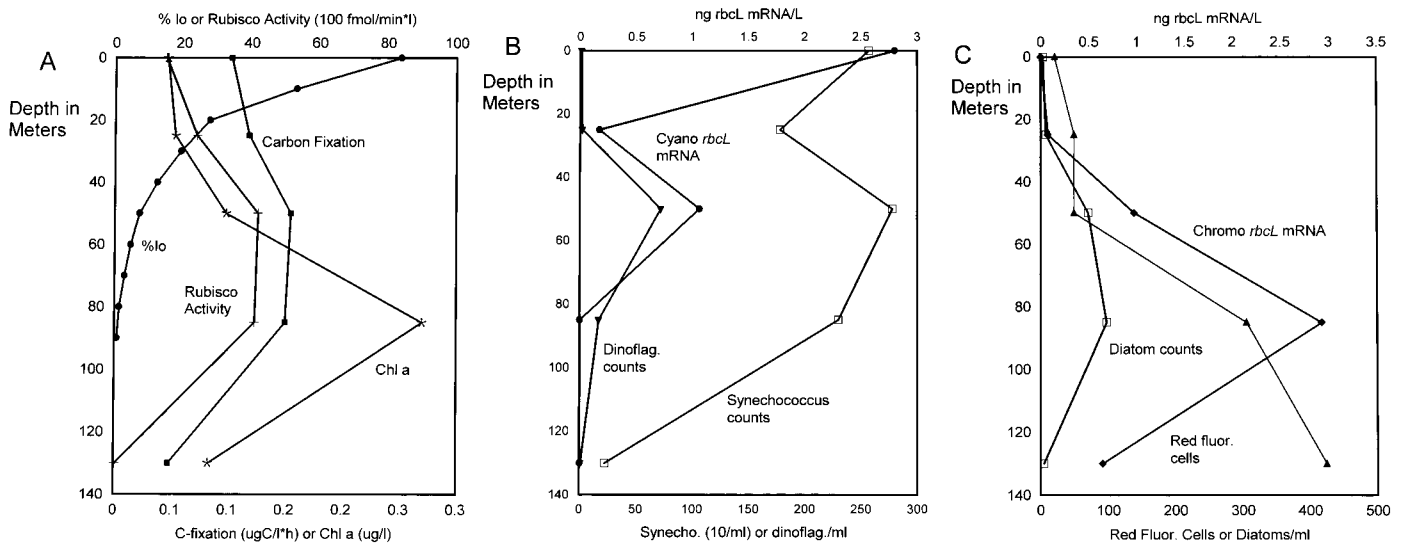 % Io or Rubisco Activity (100 fmol/min*l)
0 20 40 60 80 100
A
Depth in
Meters
0
20
40
60
80
100
120
140
Carbon Fixation
%Io
Rubisco
Activity
Chl a
0 0.1 0.1 0.2 0.2 0.3 0.3
C-fixation (ugC/l*h) or Chl a (ug/l)
ng rbcL mRNA/L
0 0.5 1 1.5 2 2.5 3
B
Depth in
Meters
0
20
40
60
80
100
120
140
Cyano rbcL
mRNA
Dinoflag.
counts
Synechococcus
counts
0 50 100 150 200 250 300
Synecho. (10/ml) or dinoflag./ml
ng rbcL mRNA/L
0 0.5 1 1.5 2 2.5 3 3.5
C
Depth in
Meters
0
20
40
60
80
100
120
140
Chromo rbcL mRNA
Diatom counts
Red fluor.
cells
0 100 200 300 400 500
Red Fluor. Cells or Diatoms/ml